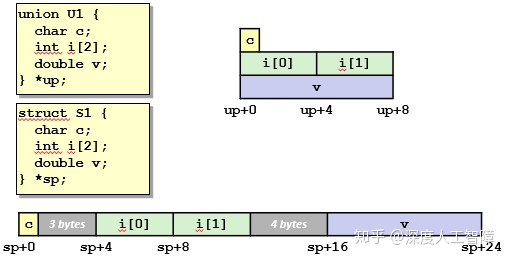 union U1 {
char c;
int i[2];
double v;
} *up;
c
i[0] i[1]
v
up+0 up+4 up+8
struct S1 {
char c;
int i[2];
double v;
} *sp;
c 3 bytes i[0] i[1] 4 bytes v
sp+0 sp+4 sp+8 sp+16 sp+24
知乎 @深度人工智障